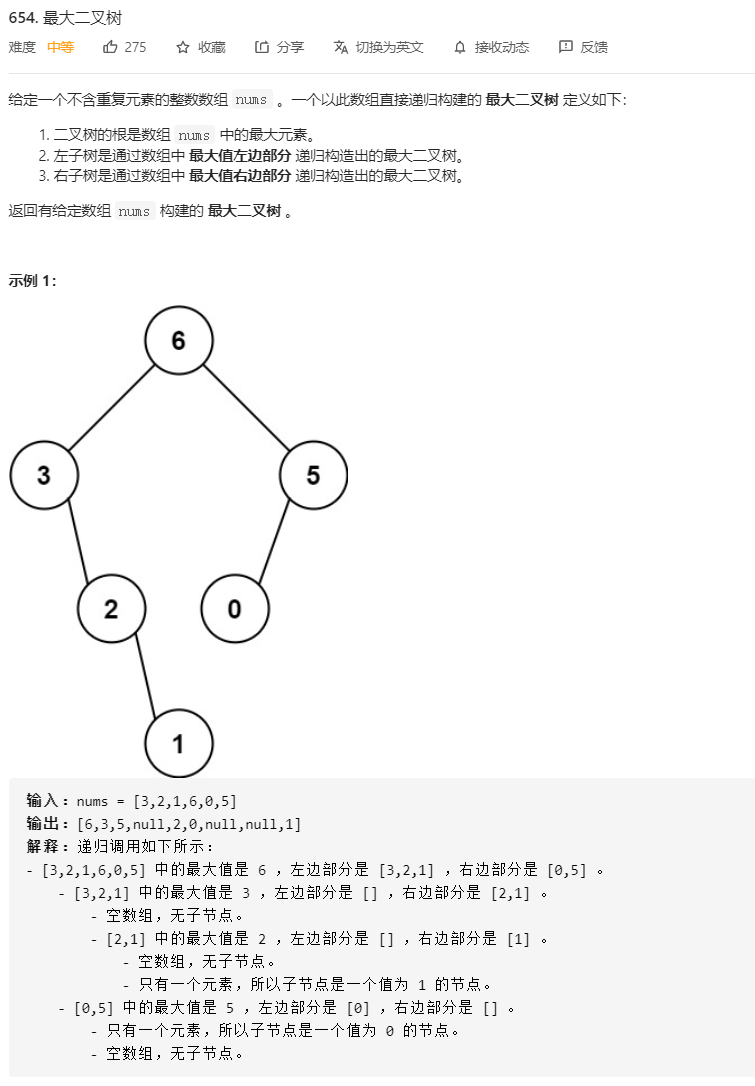 654. 最大二叉树
难度 中等 275 收藏 分享 切换为英文 接收动态 反馈
给定一个不含重复元素的整数数组 nums 。一个以此数组直接递归构建的 最大二叉树 定义如下：
1. 二叉树的根是数组 nums 中的最大元素。
2. 左子树是通过数组中 最大值左边部分 递归构造出的最大二叉树。
3. 右子树是通过数组中 最大值右边部分 递归构造出的最大二叉树。
返回有给定数组 nums 构建的 最大二叉树 。
示例 1：
6
3 5
2 0
1
输入：nums = [3,2,1,6,0,5]
输出：[6,3,5,null,2,0,null,null,1]
解释：递归调用如下所示：
- [3,2,1,6,0,5] 中的最大值是 6 ，左边部分是 [3,2,1] ，右边部分是 [0,5] 。
- [3,2,1] 中的最大值是 3 ，左边部分是 [] ，右边部分是 [2,1] 。
- 空数组，无子节点。
- [2,1] 中的最大值是 2 ，左边部分是 [] ，右边部分是 [1] 。
- 空数组，无子节点。
- 只有一个元素，所以子节点是一个值为 1 的节点。
- [0,5] 中的最大值是 5 ，左边部分是 [0] ，右边部分是 [] 。
- 只有一个元素，所以子节点是一个值为 0 的节点。
- 空数组，无子节点。